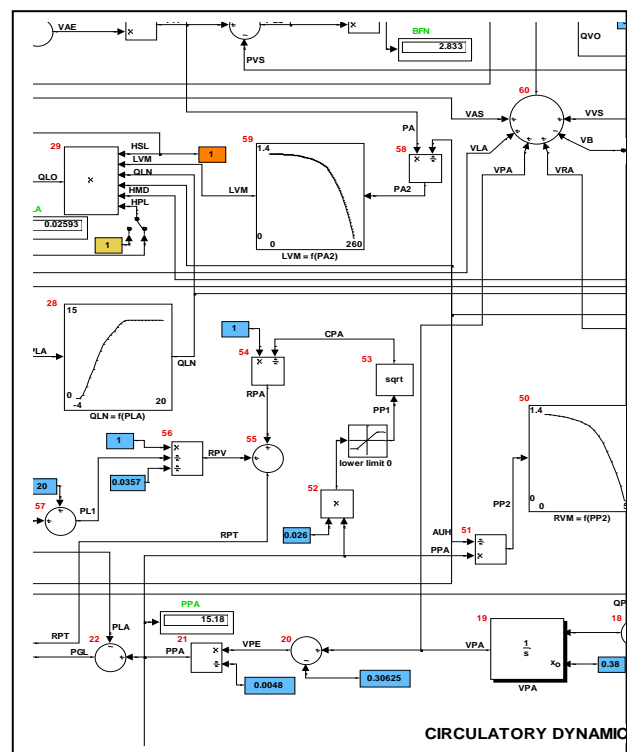 VAE
BFN
2.833
PVS
QVO
60
VAS
VVS
VLA
VB
VPA
VRA
PA
58
PA2
29
HSL
LVM
QLN
HMD
HPL
QLO
1
LVM
59
1.4
0
0
260
LVM = f(PA2)
0.02593
1
28
15
0
-4
20
QLN = f(PLA)
PLA
QLN
1
54
CPA
53
sqrt
RPA
PP1
50
1.4
0
0
RVM = f(PP2)
56
1
0.0357
RPV
55
lower limit 0
52
0.026
20
57
PL1
RPT
AUH
51
PPA
PP2
PPA
15.18
RPT
PLA
22
PGL
PPA
21
VPE
20
0.0048
0.30625
VPA
19
1
s
xo
VPA
18
0.38
CIRCULATORY DYNAMIC